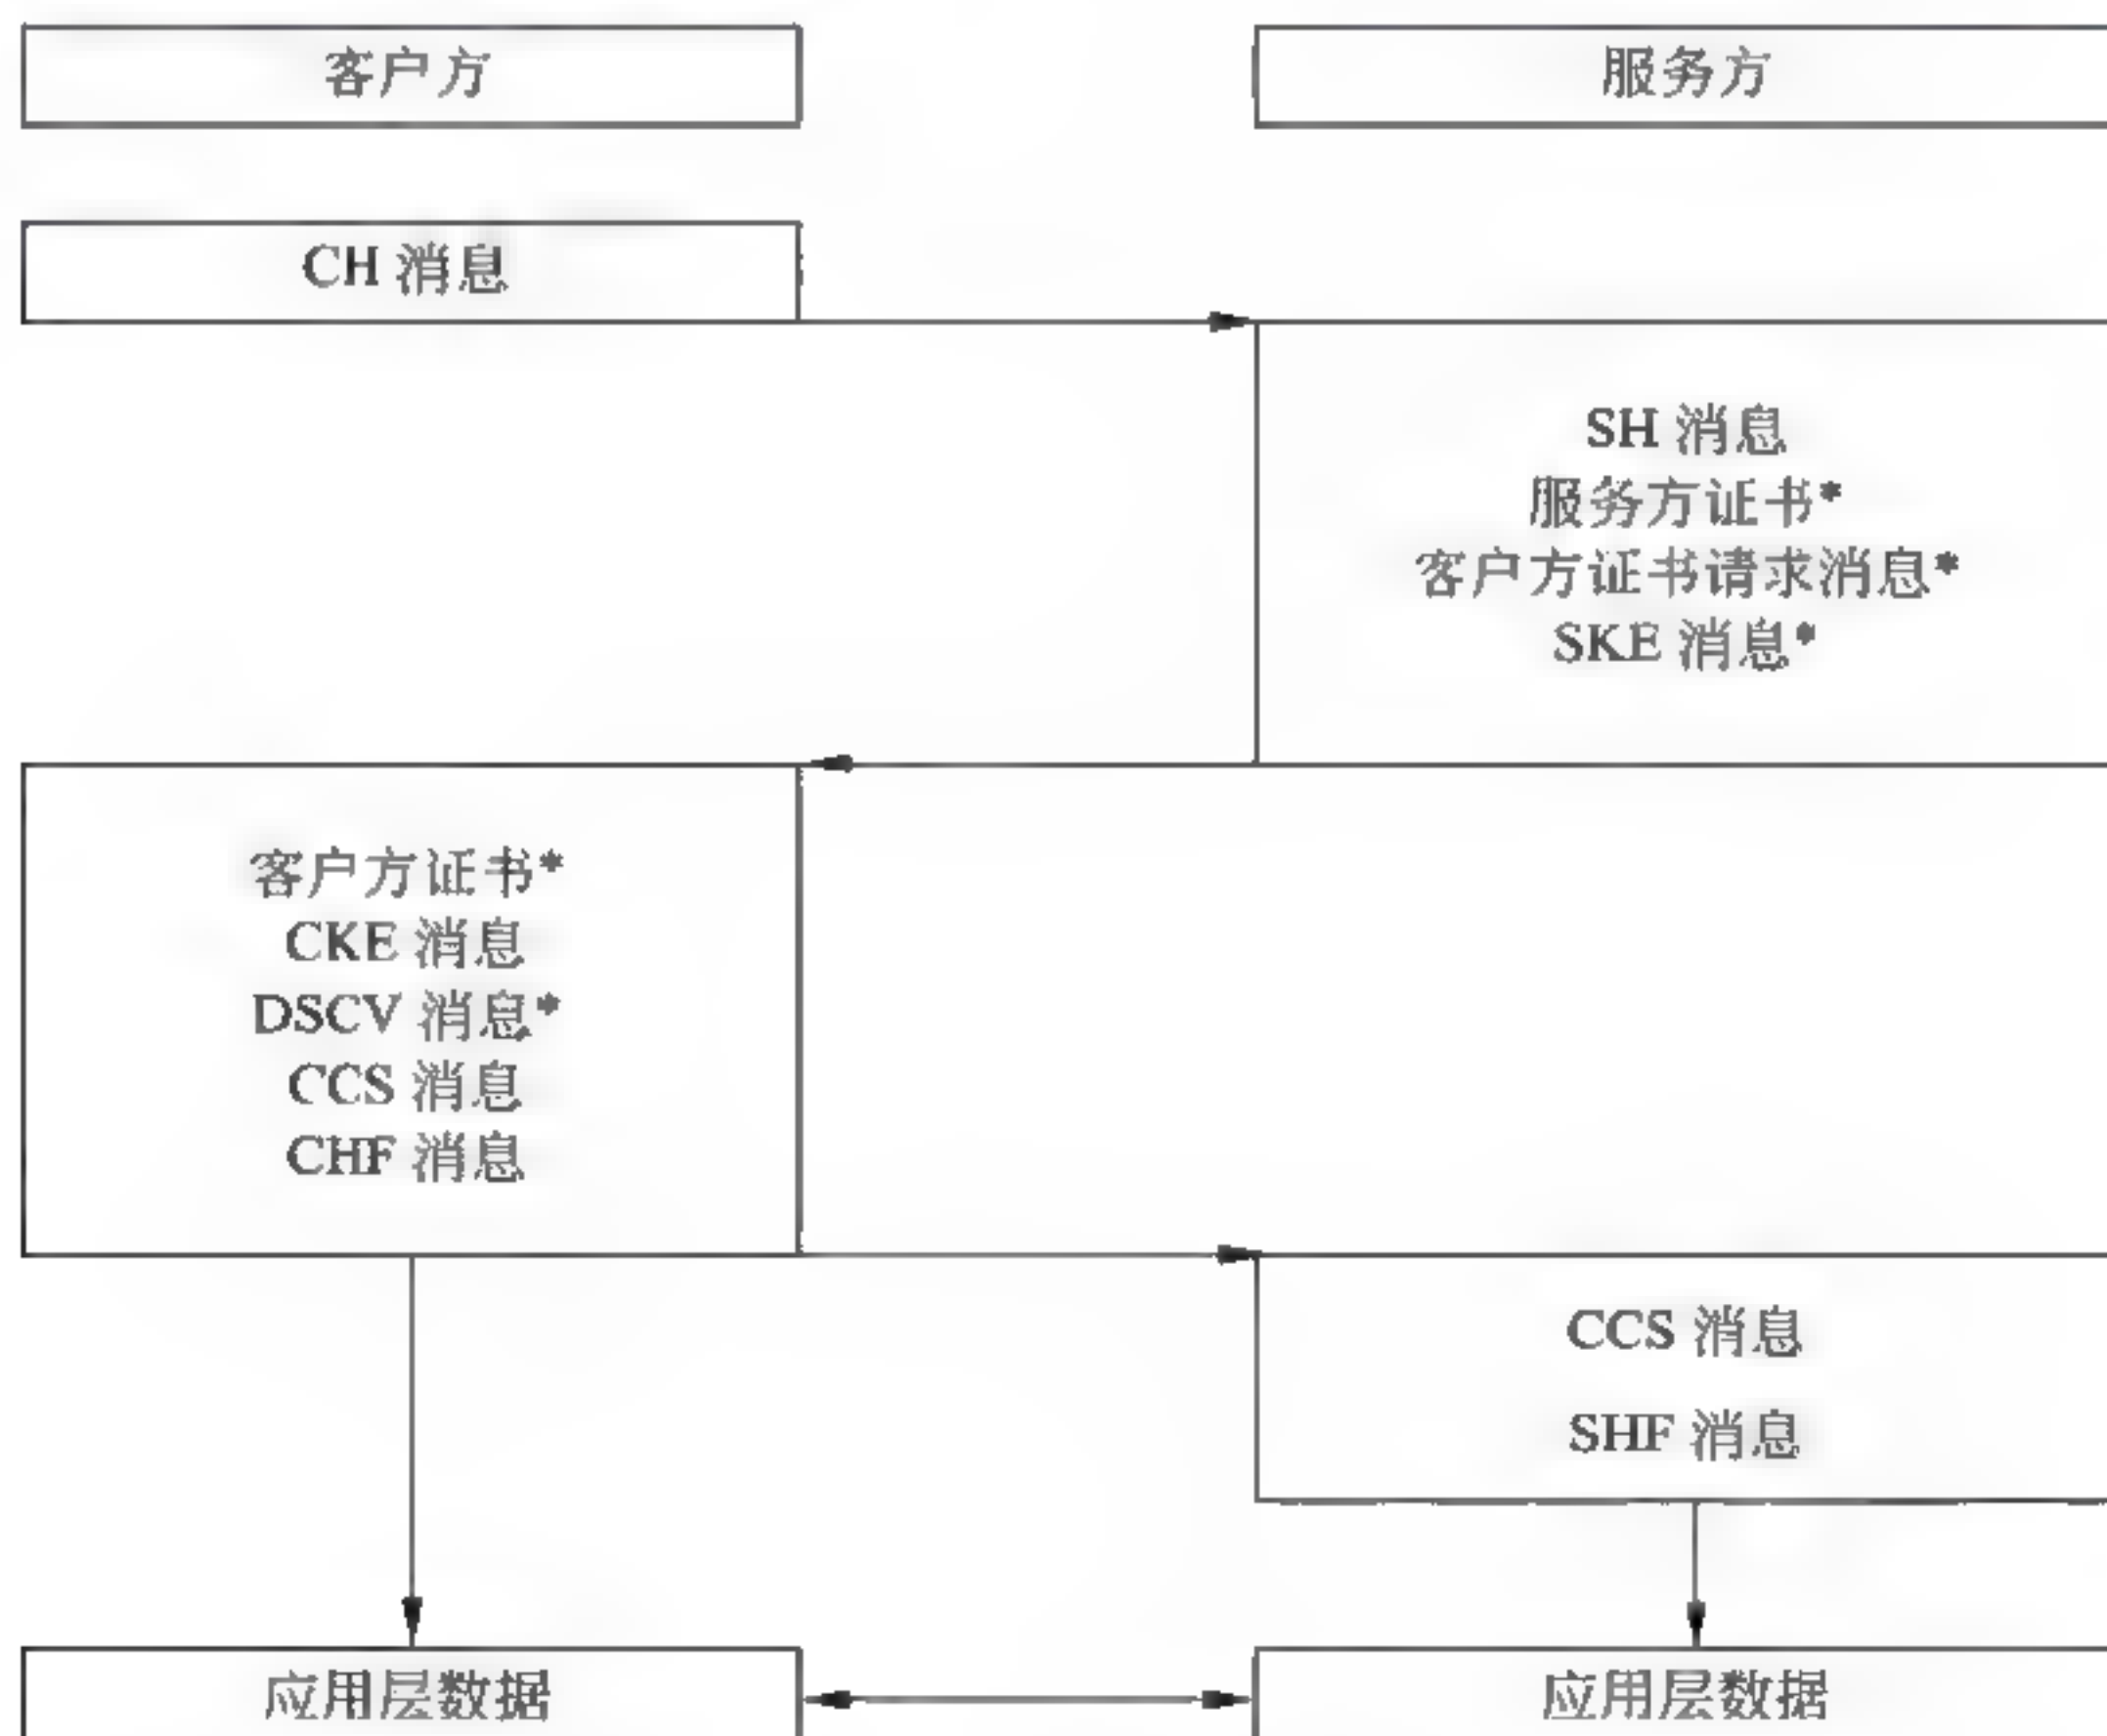 客户方
服务方
CH 消息
SH 消息
服务方证书*
客户方证书请求消息*
SKE 消息*
客户方证书*
CKE 消息
DSCV 消息*
CCS 消息
CHF 消息
CCS 消息
SHF 消息
应用层数据
应用层数据